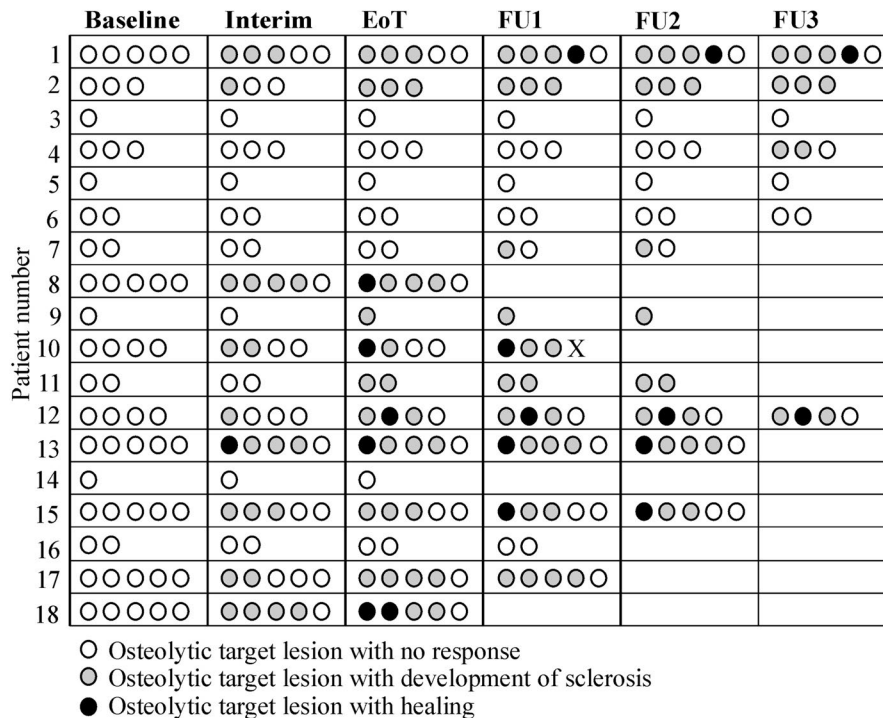 Baseline Interim EoT FU1 FU2 FU3
Patient number
1
2
3
4
5
6
7
8
9
10 X
11
12
13
14
15
16
17
18
Osteolytic target lesion with no response
Osteolytic target lesion with development of sclerosis
Osteolytic target lesion with healing